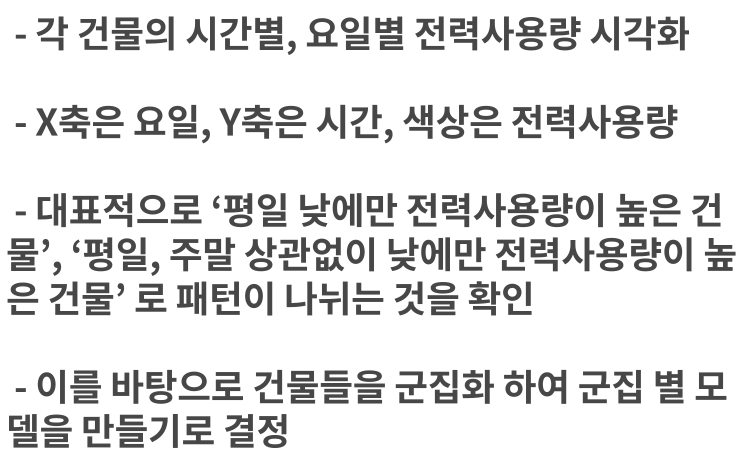 - 각 건물의 시간별, 요일별 전력사용량 시각화
- X축은 요일, Y축은 시간, 색상은 전력사용량
- 대표적으로 ‘평일 낮에만 전력사용량이 높은 건
물’, ‘평일, 주말 상관없이 낮에만 전력사용량이 높
은 건물’ 로 패턴이 나뉘는 것을 확인
- 이를 바탕으로 건물들을 군집화 하여 군집 별 모
델을 만들기로 결정